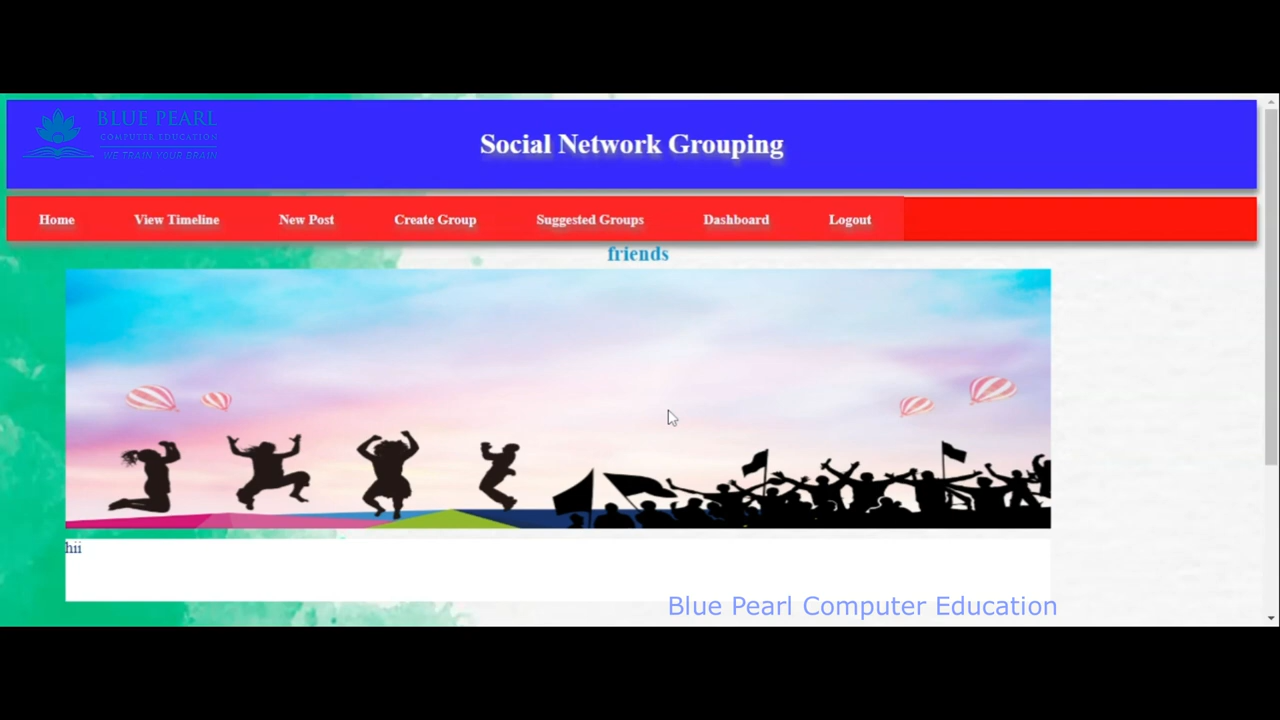 BLUE PEARL
COMPUTER EDUCATION
WE TRAIN YOUR BRAIN
Social Network Grouping
Home View Timeline New Post Create Group Suggested Groups Dashboard Logout
friends
hii
Blue Pearl Computer Education